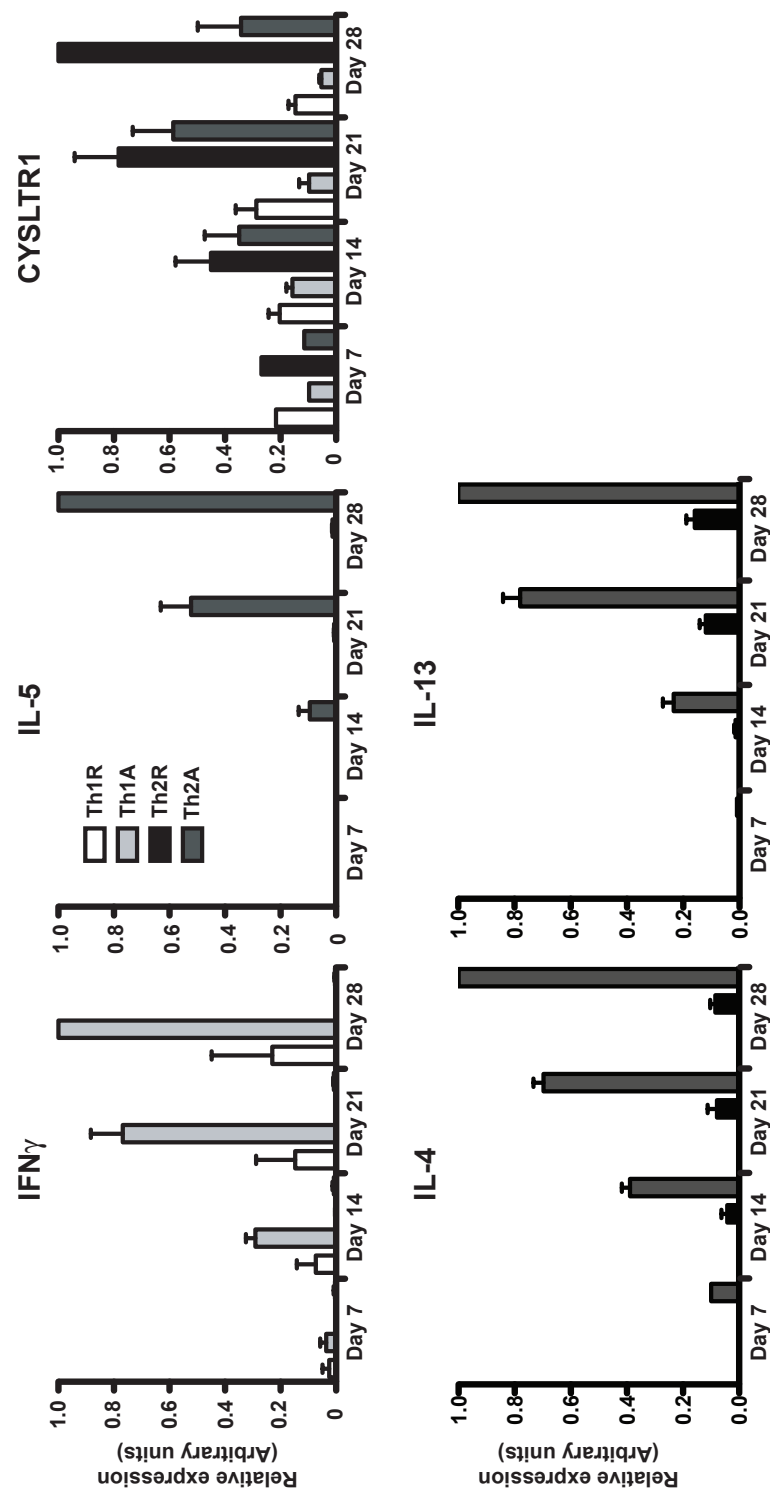 IFNγ
Relative expression
(Arbitrary units)
1.0
0.8
0.6
0.4
0.2
0
Day 7
Day 14
Day 21
Day 28
IL-5
1.0
0.8
0.6
0.4
0.2
0
Th1R
Th1A
Th2R
Th2A
Day 7
Day 14
Day 21
Day 28
CYSLTR1
1.0
0.8
0.6
0.4
0.2
0
Day 7
Day 14
Day 21
Day 28
IL-4
Relative expression
(Arbitrary units)
1.0
0.8
0.6
0.4
0.2
0.0
Day 7
Day 14
Day 21
Day 28
IL-13
1.0
0.8
0.6
0.4
0.2
0.0
Day 7
Day 14
Day 21
Day 28